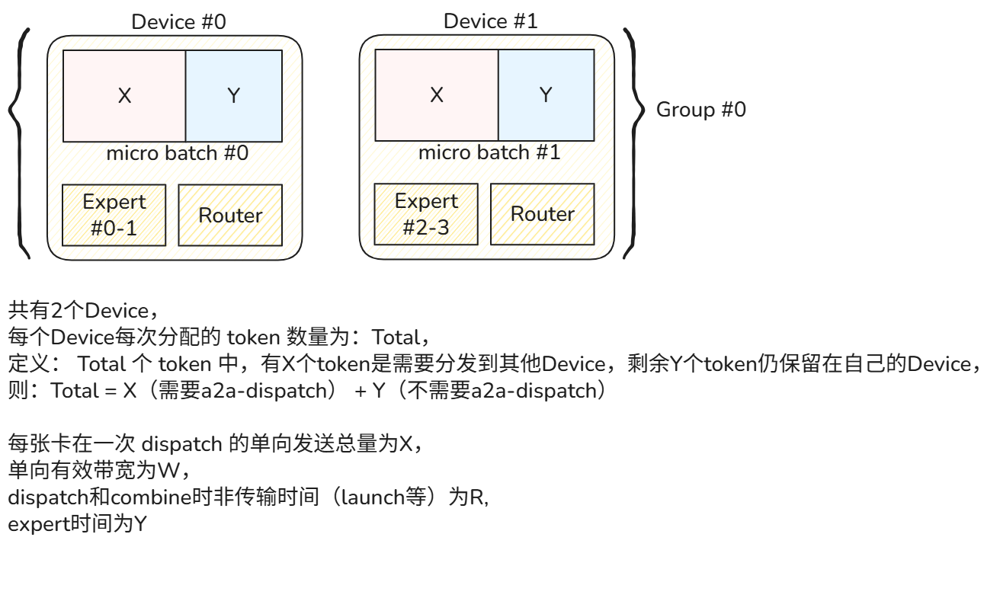 Device #0
Device #1
X
Y
X
Y
Group #0
micro batch #0
micro batch #1
Expert
#0-1
Router
Expert
#2-3
Router
共有2个Device，
每个Device每次分配的 token 数量为：Total，
定义： Total 个 token 中，有X个token是需要分发到其他Device，剩余Y个token仍保留在自己的Device，
则：Total = X（需要a2a-dispatch） + Y（不需要a2a-dispatch）
每张卡在一次 dispatch 的单向发送总量为X，
单向有效带宽为W，
dispatch和combine时非传输时间（launch等）为R,
expert时间为Y